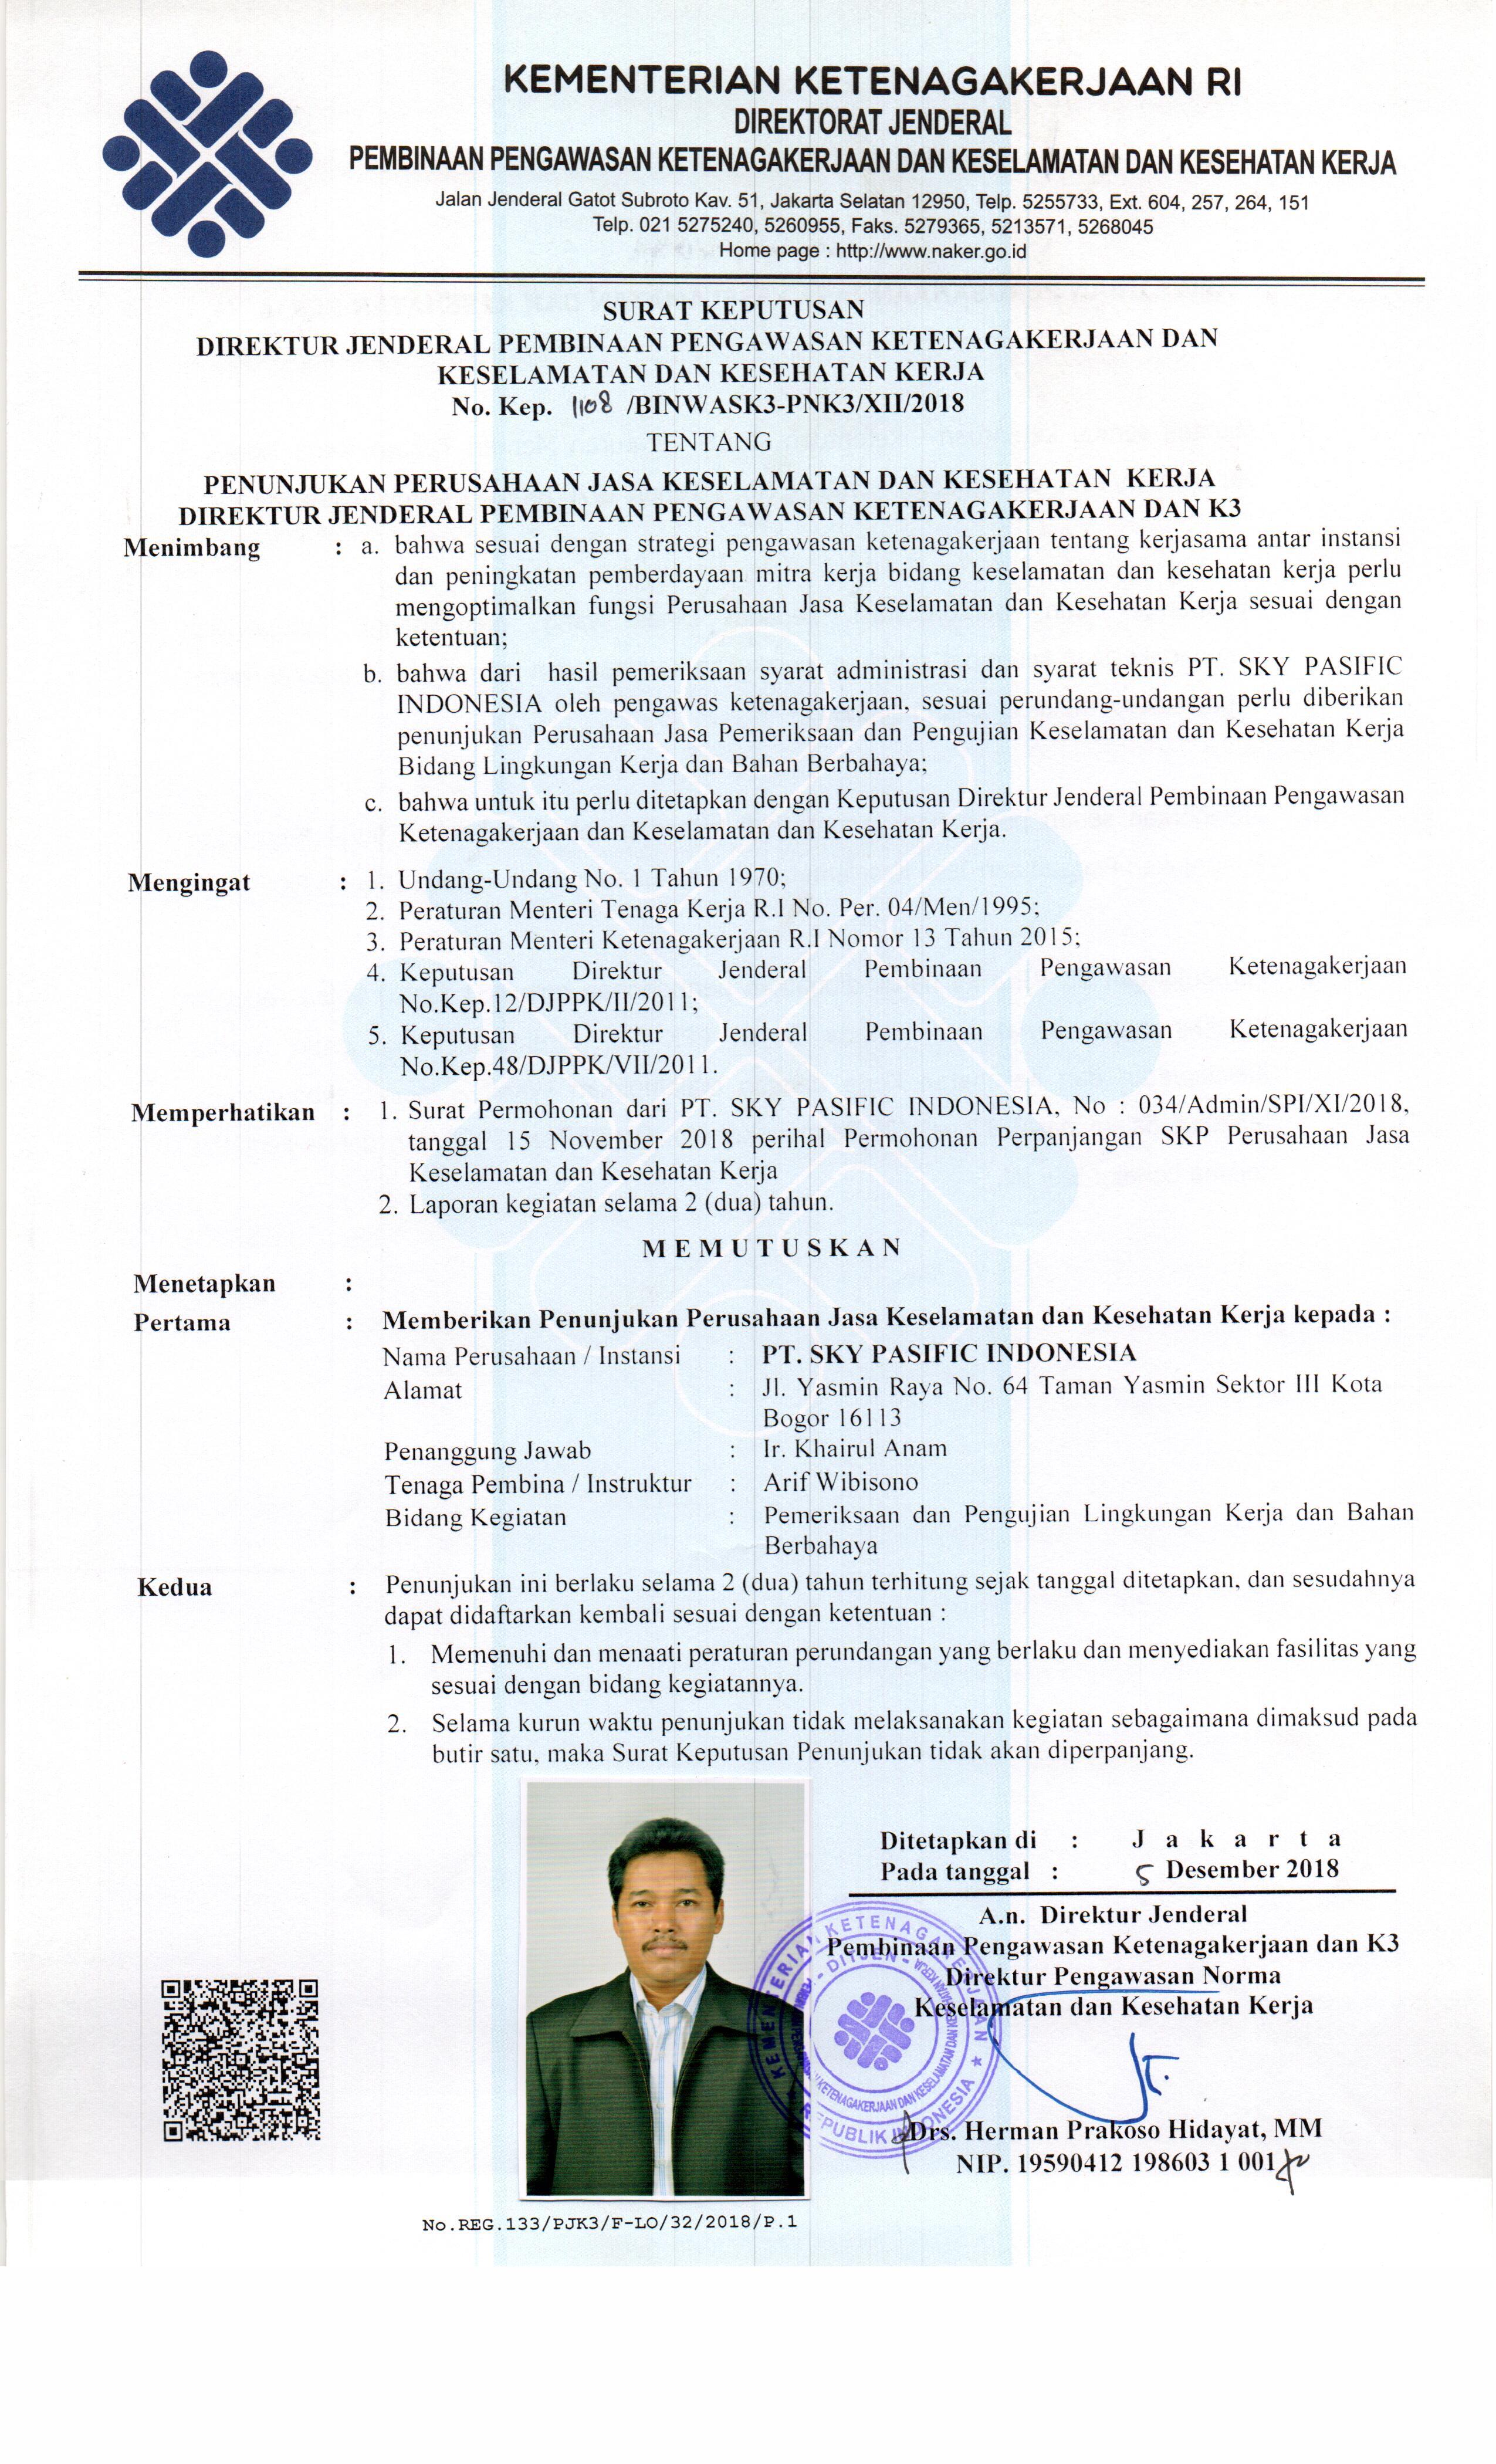 KEMENTERIAN KETENAGAKERJAAN RI
DIREKTORAT JENDERAL
PEMBINAAN PENGAWASAN KETENAGAKERJAAN DAN KESELAMATAN DAN KESEHATAN KERJA
Jalan Jenderal Gatot Subroto Kav. 51, Jakarta Selatan 12950, Telp. 5255733, Ext. 604, 257, 264, 151
Telp. 021 5275240, 5260955, Faks. 5279365, 5213571, 5268045
Home page : http://www.naker.go.id
SURAT KEPUTUSAN
DIREKTUR JENDERAL PEMBINAAN PENGAWASAN KETENAGAKERJAAN DAN
KESELAMATAN DAN KESEHATAN KERJA
No. Kep. 1108 /BINWASK3-PNK3/XII/2018
TENTANG
PENUNJUKAN PERUSAHAAN JASA KESELAMATAN DAN KESEHATAN KERJA
DIREKTUR JENDERAL PEMBINAAN PENGAWASAN KETENAGAKERJAAN DAN K3
Menimbang : a. bahwa sesuai dengan strategi pengawasan ketenagakerjaan tentang kerjasama antar instansi
dan peningkatan pemberdayaan mitra kerja bidang keselamatan dan kesehatan kerja perlu
mengoptimalkan fungsi Perusahaan Jasa Keselamatan dan Kesehatan Kerja sesuai dengan
ketentuan;
b. bahwa dari hasil pemeriksaan syarat administrasi dan syarat teknis PT. SKY PASIFIC
INDONESIA oleh pengawas ketenagakerjaan, sesuai perundang-undangan perlu diberikan
penunjukan Perusahaan Jasa Pemeriksaan dan Pengujian Keselamatan dan Kesehatan Kerja
Bidang Lingkungan Kerja dan Bahan Berbahaya;
c. bahwa untuk itu perlu ditetapkan dengan Keputusan Direktur Jenderal Pembinaan Pengawasan
Ketenagakerjaan dan Keselamatan dan Kesehatan Kerja.
Mengingat : 1. Undang-Undang No. 1 Tahun 1970;
2. Peraturan Menteri Tenaga Kerja R.I No. Per. 04/Men/1995;
3. Peraturan Menteri Ketenagakerjaan R.I Nomor 13 Tahun 2015;
4. Keputusan Direktur Jenderal Pembinaan Pengawasan Ketenagakerjaan
No.Kep.12/DJPPK/II/2011;
5. Keputusan Direktur Jenderal Pembinaan Pengawasan Ketenagakerjaan
No.Kep.48/DJPPK/VII/2011.
Memperhatikan : 1. Surat Permohonan dari PT. SKY PASIFIC INDONESIA, No : 034/Admin/SPI/XI/2018,
tanggal 15 November 2018 perihal Permohonan Perpanjangan SKP Perusahaan Jasa
Keselamatan dan Kesehatan Kerja
2. Laporan kegiatan selama 2 (dua) tahun.
M E M U T U S K A N
Menetapkan :
Pertama : Memberikan Penunjukan Perusahaan Jasa Keselamatan dan Kesehatan Kerja kepada :
Nama Perusahaan / Instansi : PT. SKY PASIFIC INDONESIA
Alamat : Jl. Yasmin Raya No. 64 Taman Yasmin Sektor III Kota
Bogor 16113
Penanggung Jawab : Ir. Khairul Anam
Tenaga Pembina / Instruktur : Arif Wibisono
Bidang Kegiatan : Pemeriksaan dan Pengujian Lingkungan Kerja dan Bahan
Berbahaya
Kedua : Penunjukan ini berlaku selama 2 (dua) tahun terhitung sejak tanggal ditetapkan, dan sesudahnya
dapat didaftarkan kembali sesuai dengan ketentuan :
1. Memenuhi dan menaati peraturan perundangan yang berlaku dan menyediakan fasilitas yang
sesuai dengan bidang kegiatannya.
2. Selama kurun waktu penunjukan tidak melaksanakan kegiatan sebagaimana dimaksud pada
butir satu, maka Surat Keputusan Penunjukan tidak akan diperpanjang.
Ditetapkan di : J a k a r t a
Pada tanggal : 5 Desember 2018
A.n. Direktur Jenderal
Pembinaan Pengawasan Ketenagakerjaan dan K3
Direktur Pengawasan Norma
Keselamatan dan Kesehatan Kerja
KEMENTERIAN KETENAGAKERJAAN
DITJEN
KETENAGAKERJAAN DAN KESELAMATAN DAN
REPUBLIK INDONESIA
Drs. Herman Prakoso Hidayat, MM
NIP. 19590412 198603 1 001
No.REG.133/PJK3/F-LO/32/2018/P.1